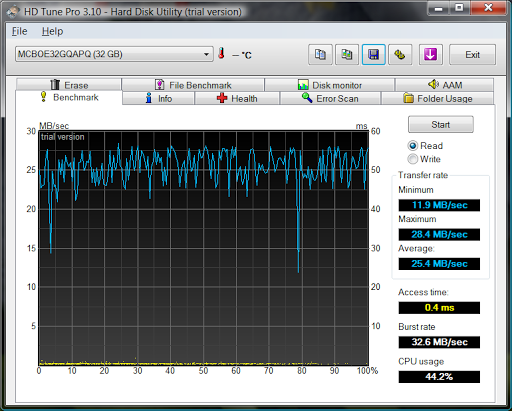 HD Tune Pro 3.10 - Hard Disk Utility (trial version)
File Help
MCBOE32GQAPQ (32 GB) -- °C Exit
Erase File Benchmark Disk monitor AAM
Benchmark Info Health Error Scan Folder Usage
Start
MB/sec ms
trial version
30 60
25 50
20 40
15 30
10 20
5 10
0 10 20 30 40 50 60 70 80 90 100%
Read
Write
Transfer rate
Minimum
11.9 MB/sec
Maximum
28.4 MB/sec
Average:
25.4 MB/sec
Access time:
0.4 ms
Burst rate
32.6 MB/sec
CPU usage
44.2%